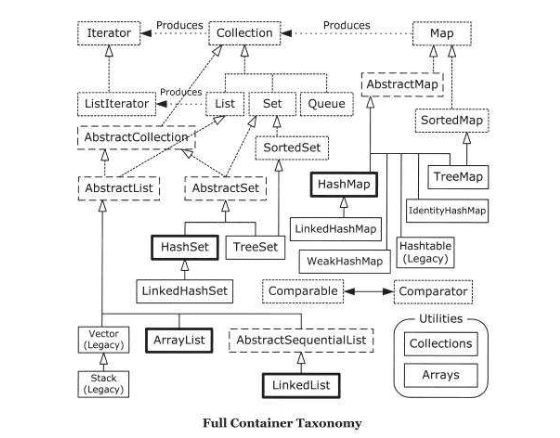 Produces
Produces
Iterator
Collection
Map
AbstractMap
Produces
ListIterator
List
Set
Queue
SortedMap
AbstractCollection
SortedSet
AbstractList
AbstractSet
HashMap
TreeMap
IdentityHashMap
LinkedHashMap
HashSet
TreeSet
Hashtable
(Legacy)
WeakHashMap
LinkedHashSet
Comparable
Comparator
Utilities
Vector
(Legacy)
ArrayList
AbstractSequentialList
Collections
Arrays
Stack
(Legacy)
LinkedList
Full Container Taxonomy